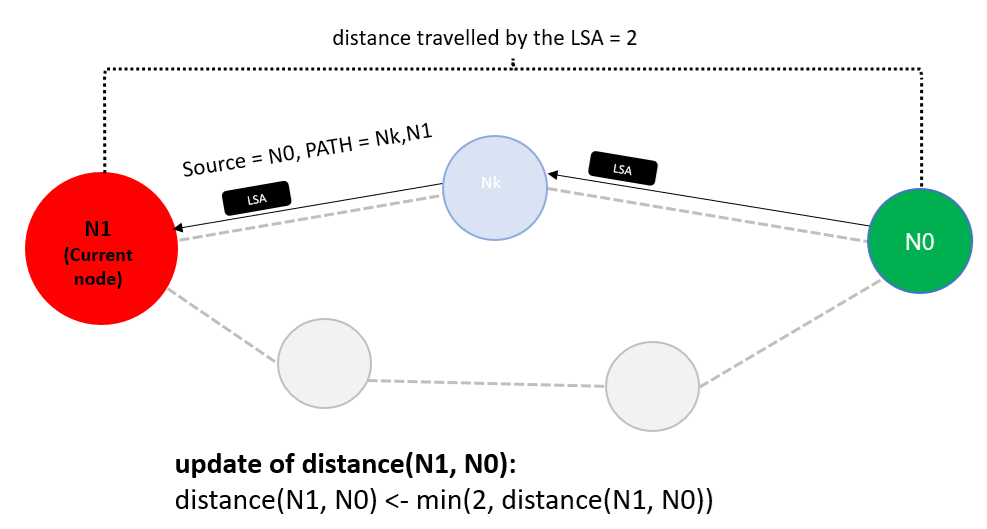 distance travelled by the LSA = 2
Source = N0, PATH = Nk,N1
LSA
LSA
Nk
N1
(Current
node)
N0
update of distance(N1, N0):
distance(N1, N0) <- min(2, distance(N1, N0))